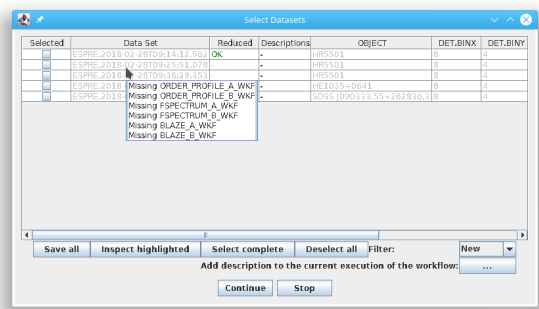 Select Datasets
Selected Data Set Reduced Descriptions OBJECT DET.BINX DET.BINY
ESPRE.2018-02-28T09:14:12.562 OK - HR5501 8 4
ESPRE.2018-02-28T09:25:51.078 - - HR5501 8 4
ESPRE.2018-02-28T09:36:29.353 - - HR5501 8 4
ESPRE.2018- - HE1035+0641 8 4
ESPRE.2018- - SDSS J090333.55+262836.3 8 4
Missing ORDER_PROFILE_A_WKF
Missing ORDER_PROFILE_B_WKF
Missing FSPECTRUM_A_WKF
Missing FSPECTRUM_B_WKF
Missing BLAZE_A_WKF
Missing BLAZE_B_WKF
Save all Inspect highlighted Select complete Deselect all Filter: New
Add description to the current execution of the workflow: ...
Continue Stop